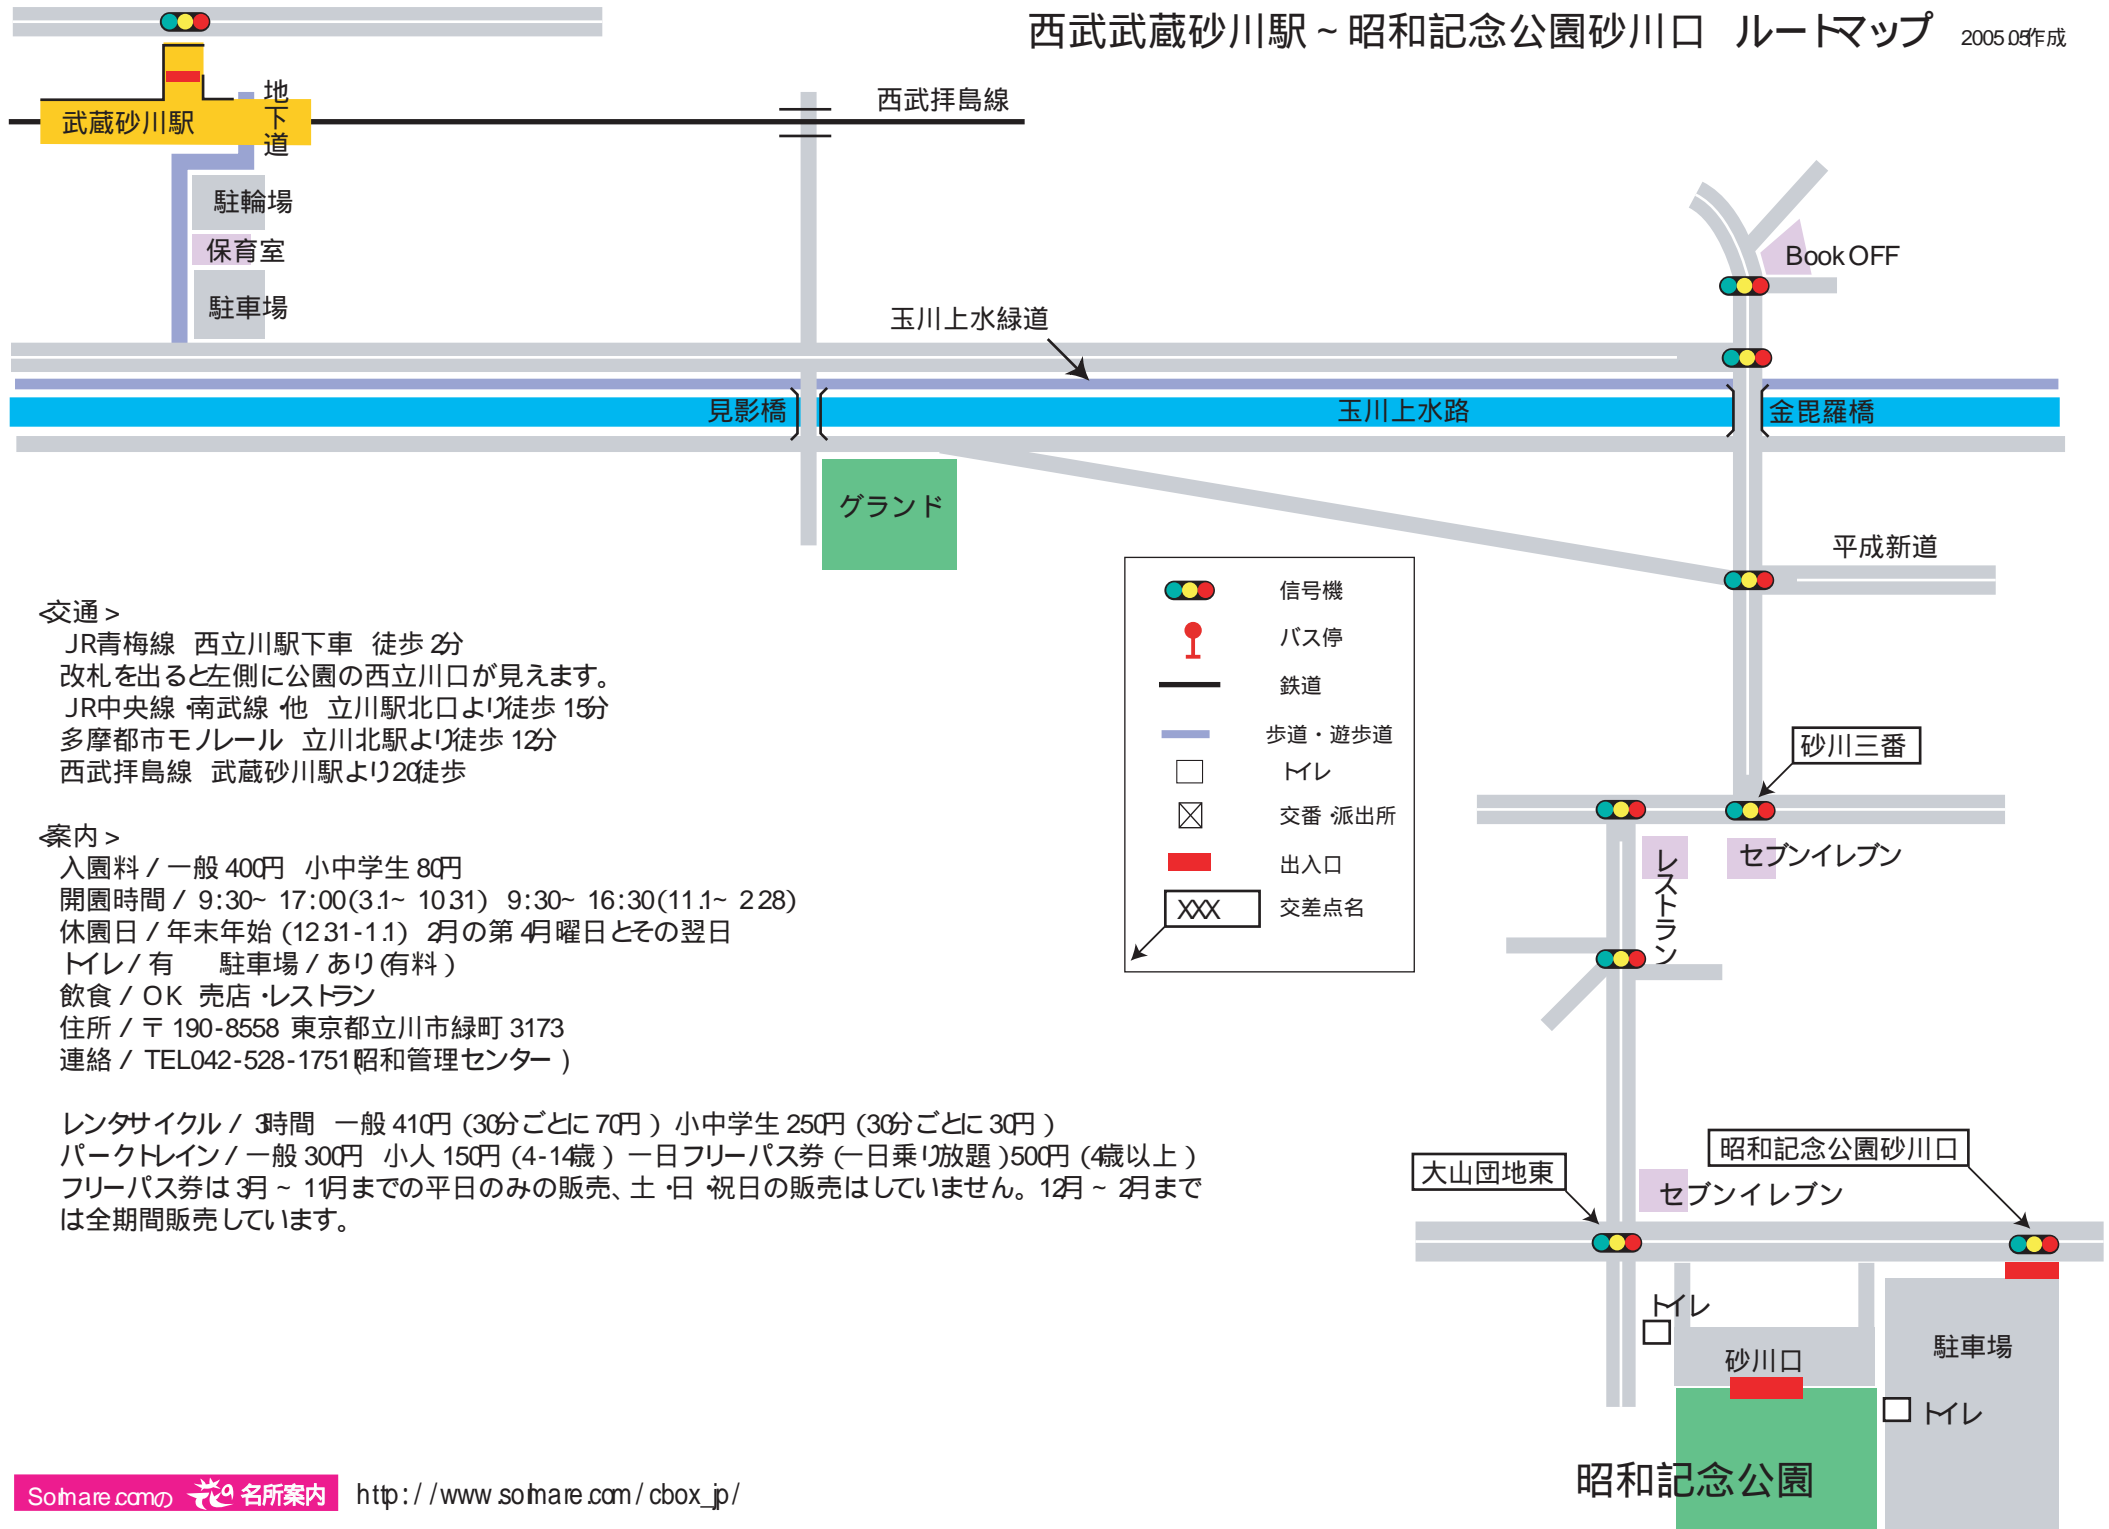 西武武蔵砂川駅~昭和記念公園砂川口 ルートマップ 2005.05作成
武蔵砂川駅
地下道
西武拝島線
駐輪場
保育室
駐車場
Book OFF
玉川上水緑道
見影橋
玉川上水路
金毘羅橋
グランド
平成新道
信号機
バス停
鉄道
歩道・遊歩道
トイレ
交番・派出所
出入口
XXX 交差点名
<交通>
JR青梅線 西立川駅下車 徒歩2分
改札を出ると左側に公園の西立川口が見えます。
JR中央線・南武線・他 立川駅北口より徒歩15分
多摩都市モノレール 立川北駅より徒歩12分
西武拝島線 武蔵砂川駅より20徒歩
<案内>
入園料/一般400円 小中学生80円
開園時間/ 9:30~17:00(3.1~10.31) 9:30~16:30(11.1~2.28)
休園日/年末年始(12.31-1.1) 2月の第4月曜日とその翌日
トイレ/有 駐車場/あり(有料)
飲食/OK 売店・レストラン
住所/〒190-8558 東京都立川市緑町3173
連絡/ TEL042-528-1751(昭和管理センター)
レンタサイクル/ 3時間 一般410円(30分ごとに70円) 小中学生250円(30分ごとに30円)
パークトレイン/一般300円 小人150円(4-14歳) 一日フリーパス券(一日乗り放題)500円(4歳以上)
フリーパス券は3月~11月までの平日のみの販売、土・日・祝日の販売はしていません。12月~2月まで
は全期間販売しています。
砂川三番
レストラン
セブンイレブン
大山団地東
昭和記念公園砂川口
セブンイレブン
トイレ
砂川口
駐車場
トイレ
昭和記念公園
Solmare.comの 花の名所案内 http://www.solmare.com/cbox_jp/